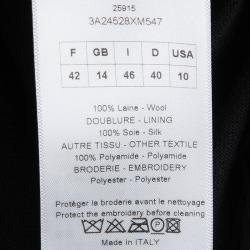 25915
3A24528XM547
F GB I D USA
42 14 46 40 10
100% Laine - Wool
DOUBLURE - LINING
100% Soie - Silk
AUTRE TISSU - OTHER TEXTILE
100% Polyamide - Polyamide
BRODERIE - EMBROIDERY
Polyester - Polyester
Protéger la broderie avant le nettoyage
Protect the embroidery before cleaning
Made in ITALY